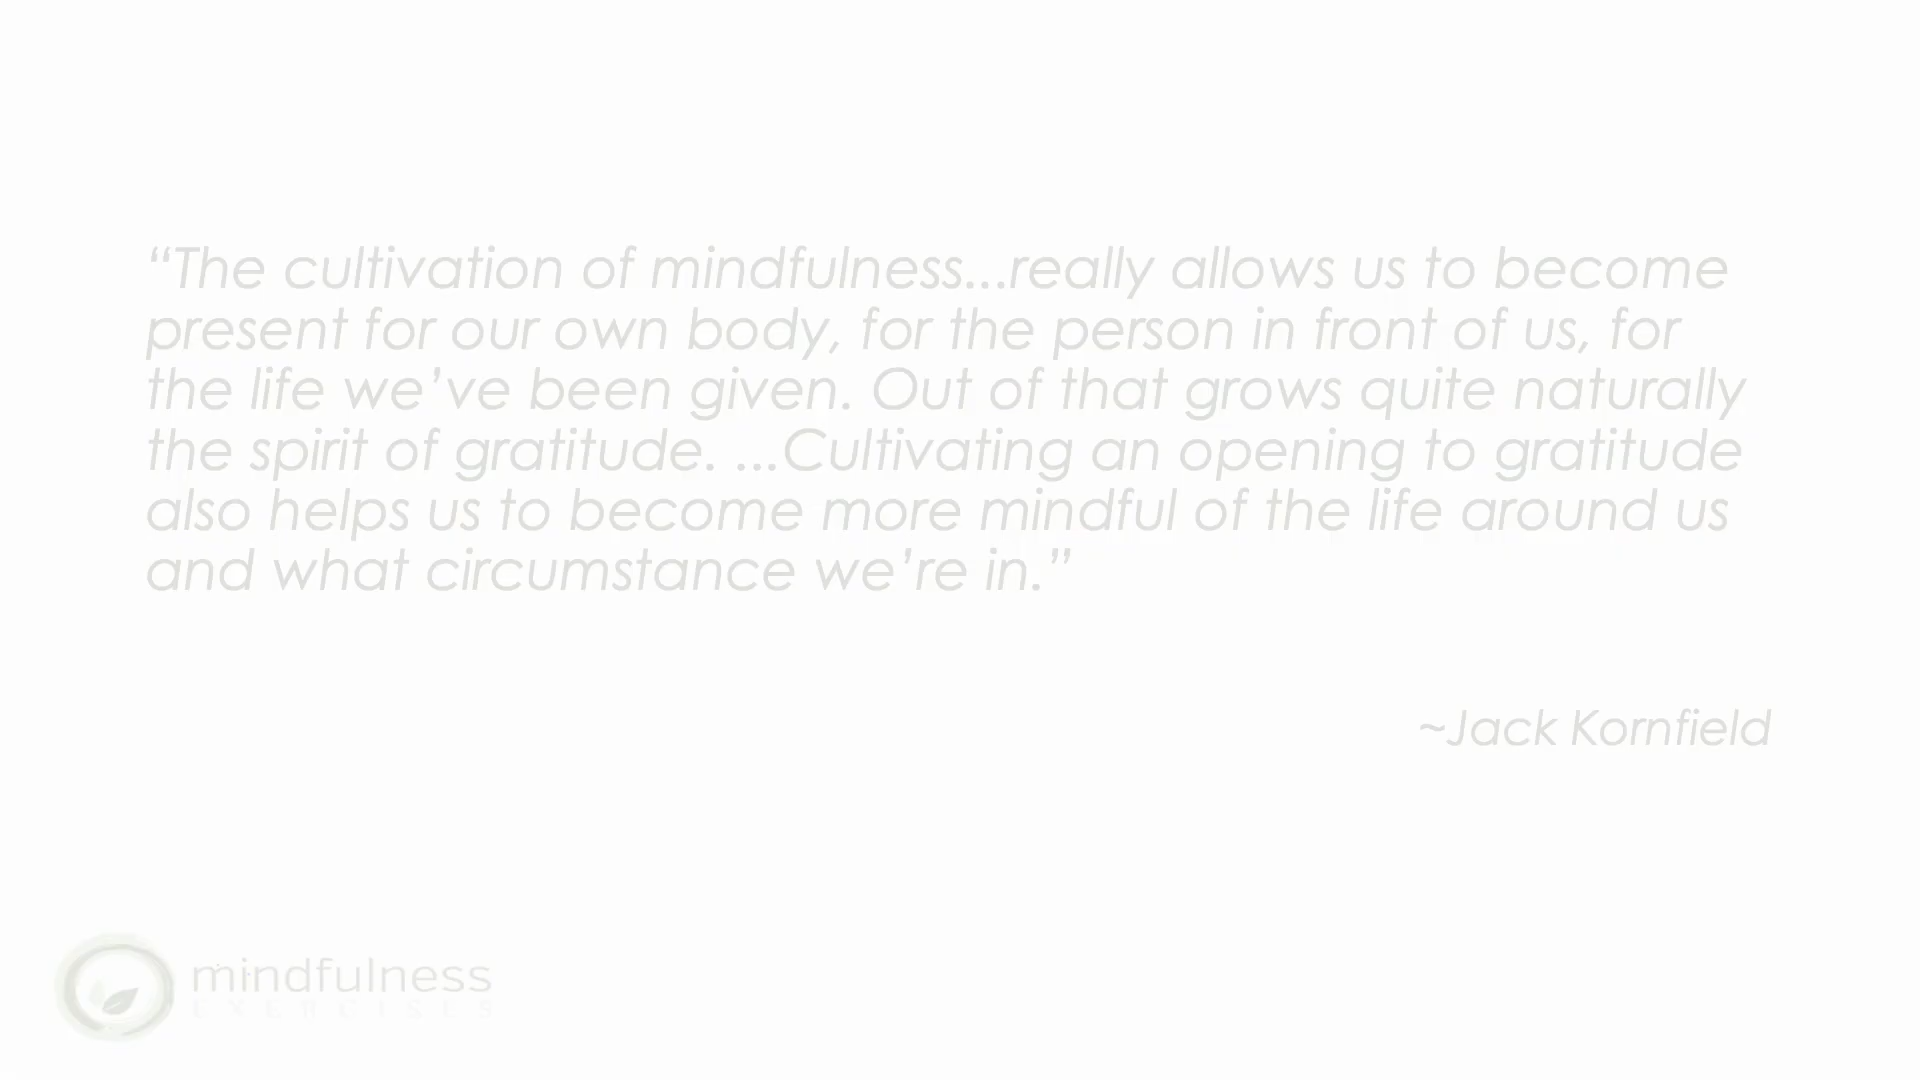 “The cultivation of mindfulness...really allows us to become
present for our own body, for the person in front of us, for
the life we’ve been given. Out of that grows quite naturally
the spirit of gratitude. ...Cultivating an opening to gratitude
also helps us to become more mindful of the life around us
and what circumstance we’re in.”
~Jack Kornfield
mindfulness
EXERCISES